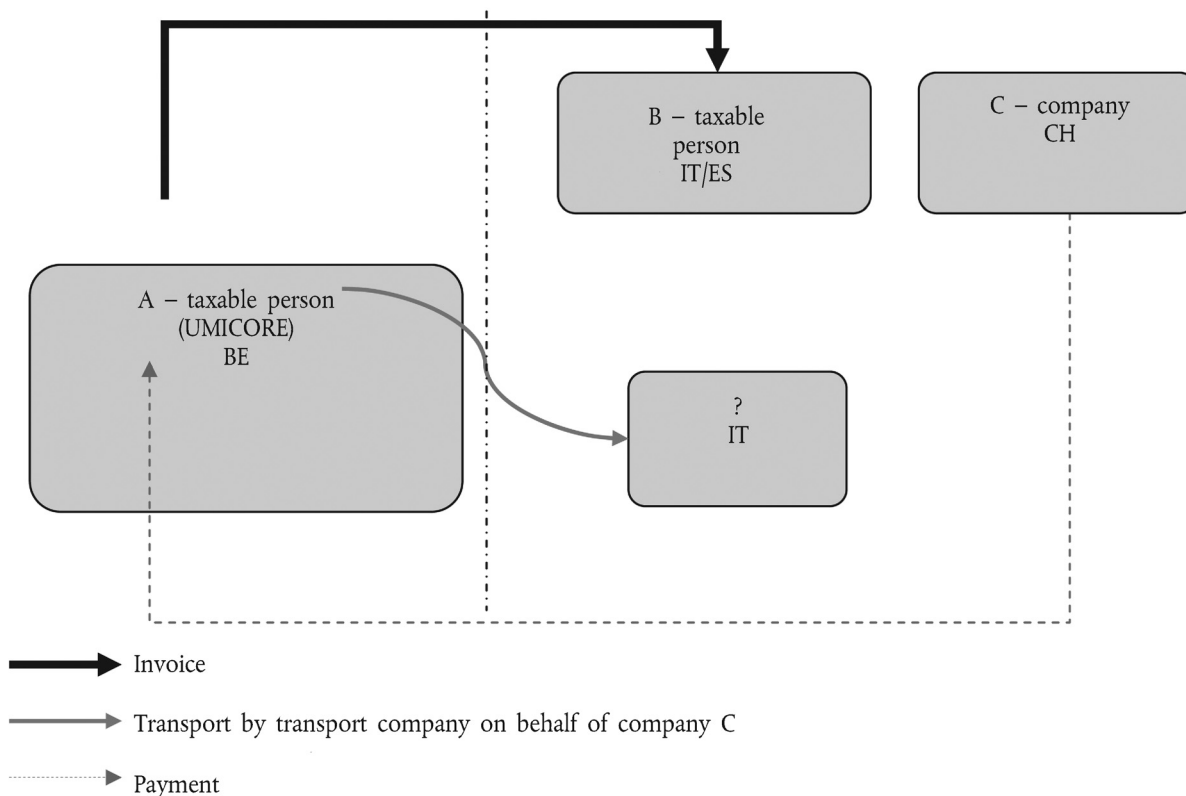 B – taxable
person
IT/ES
C – company
CH
A – taxable person
(UMICORE)
BE
?
IT
Invoice
Transport by transport company on behalf of company C
Payment